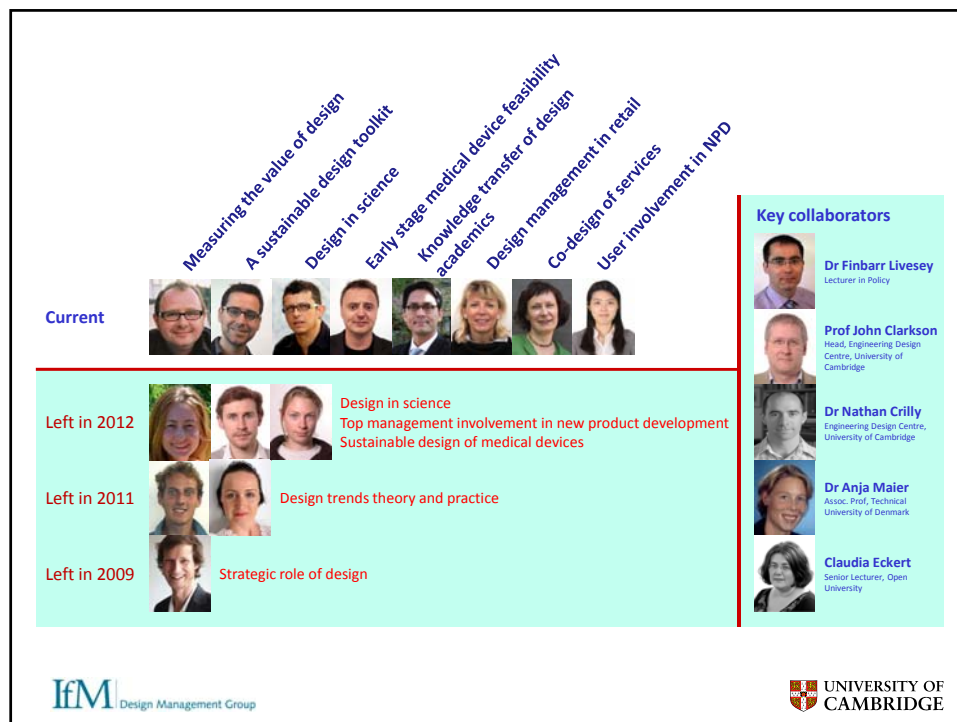 Measuring the value of design
A sustainable design toolkit
Design in science
Early stage medical device feasibility
Knowledge transfer of design
academics
Design management in retail
Co-design of services
User involvement in NPD
Current
Left in 2012
Design in science
Top management involvement in new product development
Sustainable design of medical devices
Left in 2011
Design trends theory and practice
Left in 2009
Strategic role of design
Key collaborators
Dr Finbarr Livesey
Lecturer in Policy
Prof John Clarkson
Head, Engineering Design
Centre, University of
Cambridge
Dr Nathan Crilly
Engineering Design Centre,
University of Cambridge
Dr Anja Maier
Assoc. Prof, Technical
University of Denmark
Claudia Eckert
Senior Lecturer, Open
University
IfM Design Management Group
UNIVERSITY OF
CAMBRIDGE